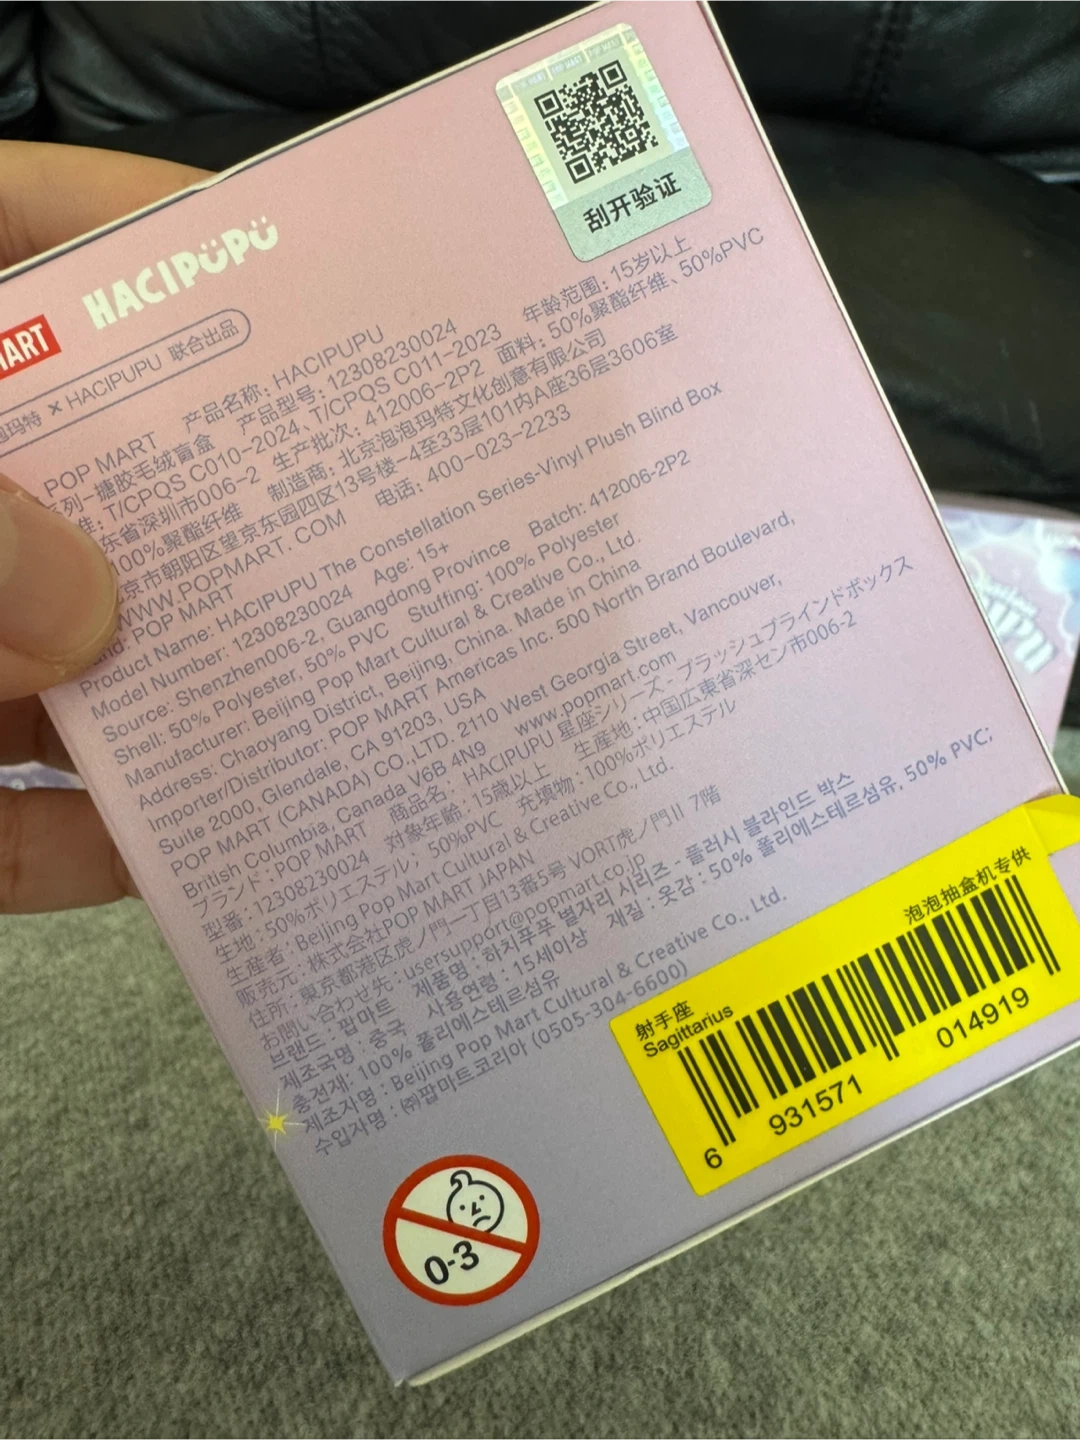 POP MART
刮开验证
HACIPUPU
MART
玛特 × HACIPUPU 联合出品
POP MART 产品名称: HACIPUPU
系列-搪胶毛绒盲盒 产品型号: 12308230024 年龄范围: 15岁以上
T/CPQS C010-2024、T/CPQS C011-2023 面料: 50%聚酯纤维、50%PVC
东省深圳市006-2 生产批次: 412006-2P2
100%聚酯纤维 制造商: 北京泡泡玛特文化创意有限公司
京市朝阳区望京东园四区13号楼-4至33层101内A座36层3606室
WWW.POPMART.COM 电话: 400-023-2233
POP MART
Product Name: HACIPUPU The Constellation Series-Vinyl Plush Blind Box
Model Number: 12308230024 Age: 15+
Source: Shenzhen006-2, Guangdong Province Batch: 412006-2P2
Shell: 50% Polyester, 50% PVC Stuffing: 100% Polyester
Manufacturer: Beijing Pop Mart Cultural & Creative Co., Ltd.
Address: Chaoyang District, Beijing, China. Made in China
Importer/Distributor: POP MART Americas Inc. 500 North Brand Boulevard,
Suile 2000, Glendale, CA 91203, USA
POP MART (CANADA) CO.,LTD. 2110 West Georgia Street, Vancouver,
British Columbia, Canada V6B 4N9 www.popmart.com
ブランド: POP MART 商品名: HACIPUPU 星座シリーズ - プラッシュブラインドボックス
型番: 12308230024 対象年齢: 15歳以上 生産地: 中国広東省深セン市006-2
生地: 50%ポリエステル; 50%PVC 充填物: 100%ポリエステル
生産者: Beijing Pop Mart Cultural & Creative Co., Ltd.
販売元: 株式会社POP MART JAPAN
住所: 東京都港区虎ノ門一丁目13番5号 VORT虎ノ門II 7階
お問い合わせ先: usersupport@popmart.co.jp
브랜드: 팝마트 제품명: 하치푸푸 별자리 시리즈 - 플러시 블라인드 박스
제조국명: 중국 사용연령: 15세이상 재질: 옷감: 50% 폴리에스테르섬유, 50% PVC;
충전재: 100% 폴리에스테르섬유
제조자명: Beijing Pop Mart Cultural & Creative Co., Ltd.
수입자명: ㈜팝마트코리아 (0505-304-6600)
泡泡抽盒机专供
射手座
Sagittarius
6 931571 014919
0-3